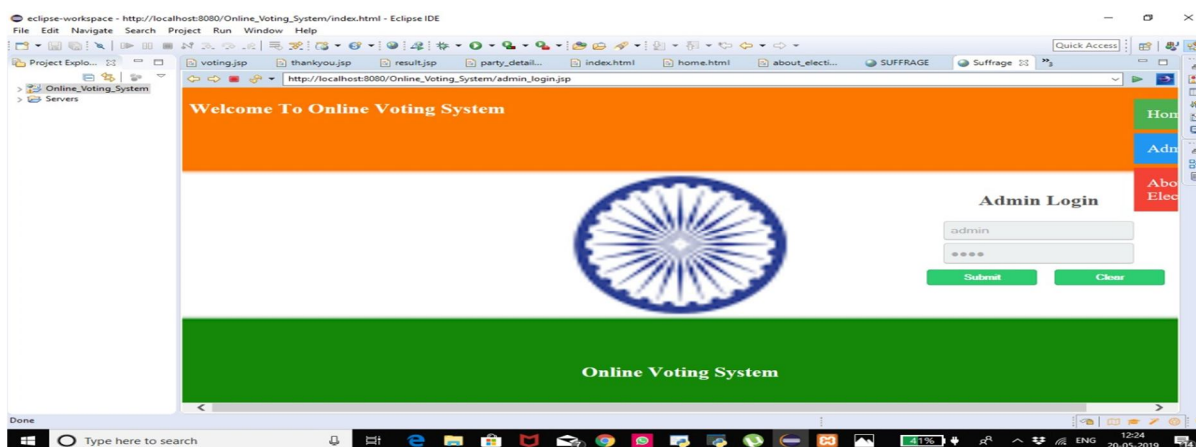 eclipse-workspace - http://localhost:8080/Online_Voting_System/index.html - Eclipse IDE
File Edit Navigate Search Project Run Window Help
Quick Access
Project Explo...
voting.jsp thankyou.jsp result.jsp party_detail... index.html home.html about_electi... SUFFRAGE Suffrage »3
http://localhost:8080/Online_Voting_System/admin_login.jsp
Online_Voting_System
Servers
Welcome To Online Voting System
Hom
Adn
Abo
Elec
Admin Login
admin
Submit Clear
Online Voting System
Done
Type here to search
41%
ENG
12:24
20-05-2019